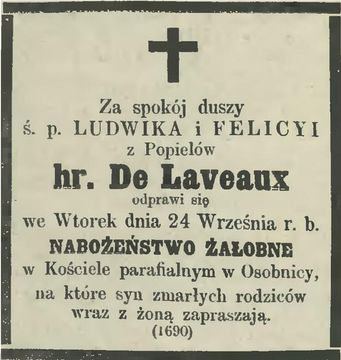 Za spokój duszy
ś. p. LUDWIKA i FELICYI
z Popielów
hr. De Laveaux
odprawi się
we Wtorek dnia 24 Września r. b.
NABOŻEŃSTWO ŻAŁOBNE
w Kościele parafialnym w Osobnicy,
na które syn zmarłych rodziców
wraz z żoną zapraszają.
(1690)